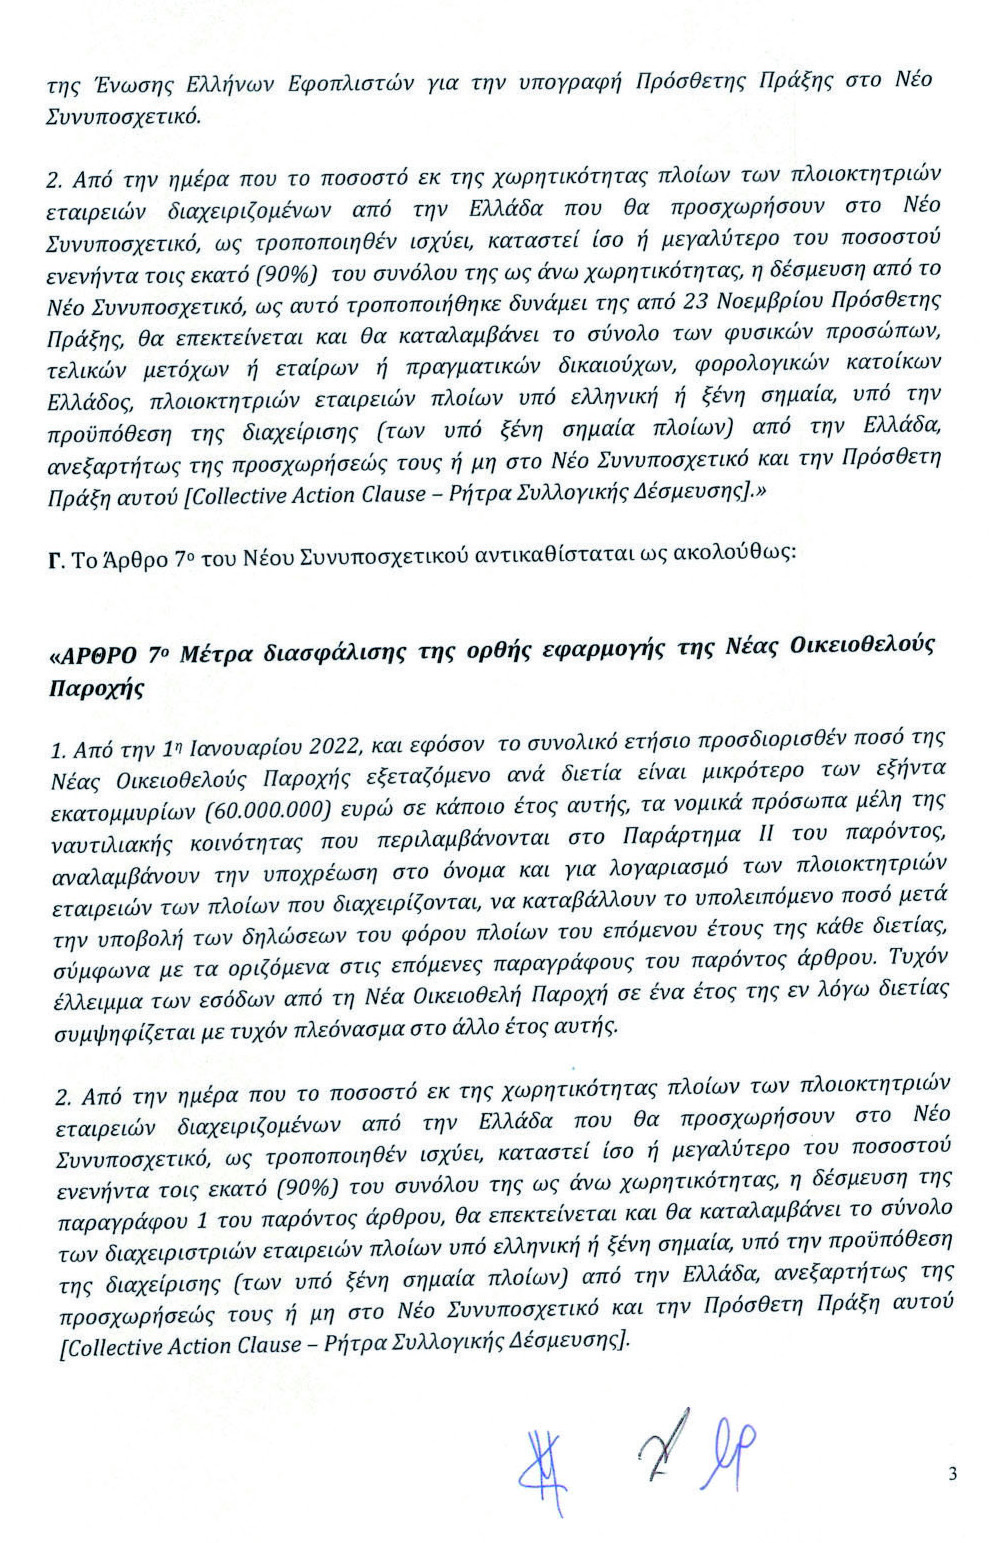 της Ένωσης Ελλήνων Εφοπλιστών για την υπογραφή Πρόσθετης Πράξης στο Νέο
Συνυποσχετικό.
2. Από την ημέρα που το ποσοστό εκ της χωρητικότητας πλοίων των πλοιοκτητριών
εταιρειών διαχειριζομένων από την Ελλάδα που θα προσχωρήσουν στο Νέο
Συνυποσχετικό, ως τροποποιηθέν ισχύει, καταστεί ίσο ή μεγαλύτερο του ποσοστού
ενενήντα τοις εκατό (90%) του συνόλου της ως άνω χωρητικότητας, η δέσμευση από το
Νέο Συνυποσχετικό, ως αυτό τροποποιήθηκε δυνάμει της από 23 Νοεμβρίου Πρόσθετης
Πράξης, θα επεκτείνεται και θα καταλαμβάνει το σύνολο των φυσικών προσώπων,
τελικών μετόχων ή εταίρων ή πραγματικών δικαιούχων, φορολογικών κατοίκων
Ελλάδος, πλοιοκτητριών εταιρειών πλοίων υπό ελληνική ή ξένη σημαία, υπό την
προϋπόθεση της διαχείρισης (των υπό ξένη σημαία πλοίων) από την Ελλάδα,
ανεξαρτήτως της προσχωρήσεώς τους ή μη στο Νέο Συνυποσχετικό και την Πρόσθετη
Πράξη αυτού [Collective Action Clause – Ρήτρα Συλλογικής Δέσμευσης].»
Γ. Το Άρθρο 7ο του Νέου Συνυποσχετικού αντικαθίσταται ως ακολούθως:
«ΑΡΘΡΟ 7ο Μέτρα διασφάλισης της ορθής εφαρμογής της Νέας Οικειοθελούς
Παροχής
1. Από την 1η Ιανουαρίου 2022, και εφόσον το συνολικό ετήσιο προσδιορισθέν ποσό της
Νέας Οικειοθελούς Παροχής εξεταζόμενο ανά διετία είναι μικρότερο των εξήντα
εκατομμυρίων (60.000.000) ευρώ σε κάποιο έτος αυτής, τα νομικά πρόσωπα μέλη της
ναυτιλιακής κοινότητας που περιλαμβάνονται στο Παράρτημα ΙΙ του παρόντος,
αναλαμβάνουν την υποχρέωση στο όνομα και για λογαριασμό των πλοιοκτητριών
εταιρειών των πλοίων που διαχειρίζονται, να καταβάλλουν το υπολειπόμενο ποσό μετά
την υποβολή των δηλώσεων του φόρου πλοίων του επόμενου έτους της κάθε διετίας,
σύμφωνα με τα οριζόμενα στις επόμενες παραγράφους του παρόντος άρθρου. Τυχόν
έλλειμμα των εσόδων από τη Νέα Οικειοθελή Παροχή σε ένα έτος της εν λόγω διετίας
συμψηφίζεται με τυχόν πλεόνασμα στο άλλο έτος αυτής.
2. Από την ημέρα που το ποσοστό εκ της χωρητικότητας πλοίων των πλοιοκτητριών
εταιρειών διαχειριζομένων από την Ελλάδα που θα προσχωρήσουν στο Νέο
Συνυποσχετικό, ως τροποποιηθέν ισχύει, καταστεί ίσο ή μεγαλύτερο του ποσοστού
ενενήντα τοις εκατό (90%) του συνόλου της ως άνω χωρητικότητας, η δέσμευση της
παραγράφου 1 του παρόντος άρθρου, θα επεκτείνεται και θα καταλαμβάνει το σύνολο
των διαχειριστριών εταιρειών πλοίων υπό ελληνική ή ξένη σημαία, υπό την προϋπόθεση
της διαχείρισης (των υπό ξένη σημαία πλοίων) από την Ελλάδα, ανεξαρτήτως της
προσχωρήσεώς τους ή μη στο Νέο Συνυποσχετικό και την Πρόσθετη Πράξη αυτού
[Collective Action Clause – Ρήτρα Συλλογικής Δέσμευσης].
3